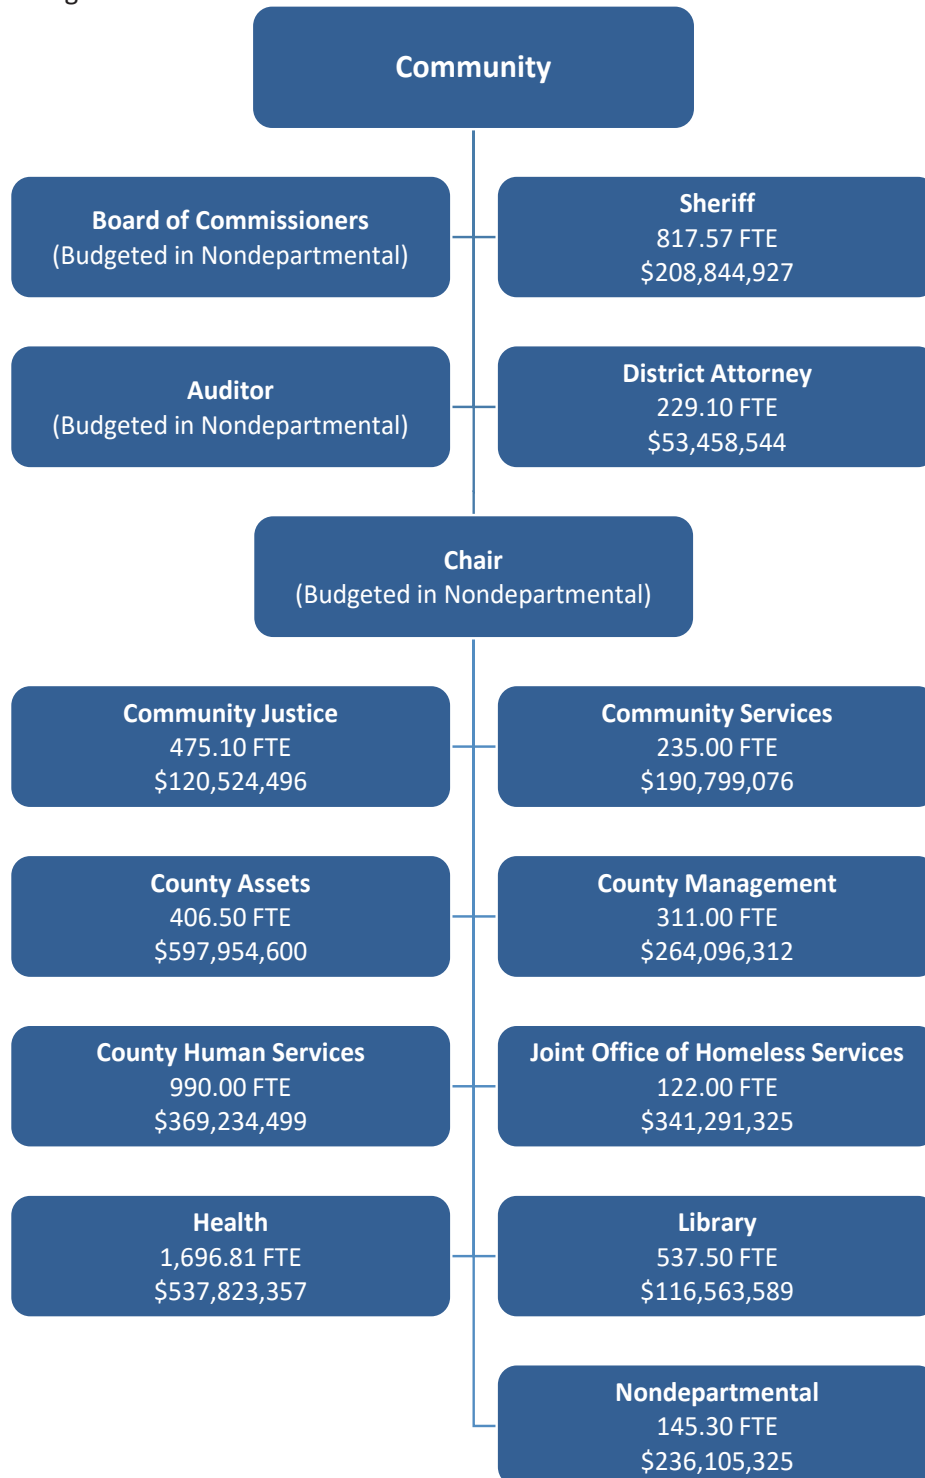 Community
Board of Commissioners
(Budgeted in Nondepartmental)
Sheriff
817.57 FTE
$208,844,927
Auditor
(Budgeted in Nondepartmental)
District Attorney
229.10 FTE
$53,458,544
Chair
(Budgeted in Nondepartmental)
Community Justice
475.10 FTE
$120,524,496
Community Services
235.00 FTE
$190,799,076
County Assets
406.50 FTE
$597,954,600
County Management
311.00 FTE
$264,096,312
County Human Services
990.00 FTE
$369,234,499
Joint Office of Homeless Services
122.00 FTE
$341,291,325
Health
1,696.81 FTE
$537,823,357
Library
537.50 FTE
$116,563,589
Nondepartmental
145.30 FTE
$236,105,325